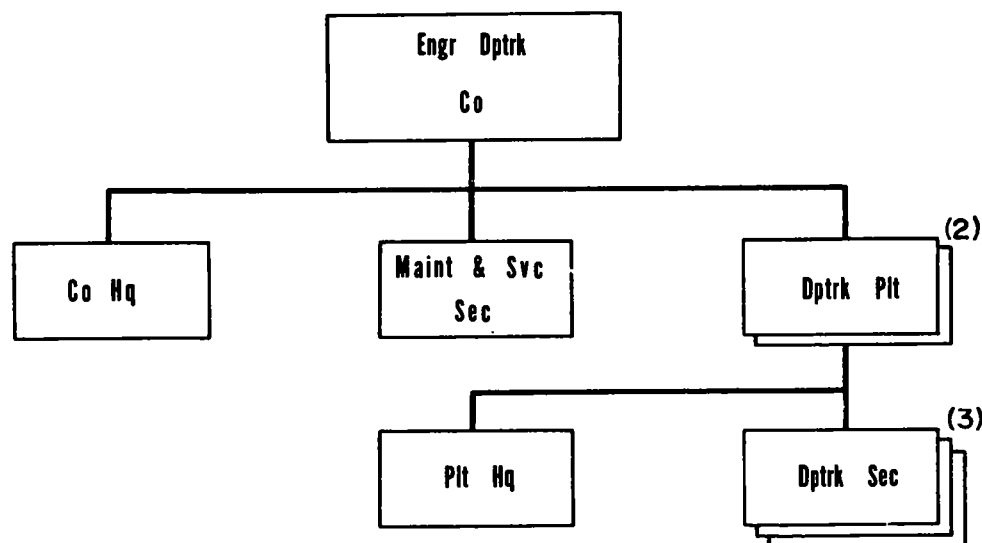 Engr Dptrk
Co
Co Hq
Maint & Svc
Sec
(2)
Dptrk Plt
Plt Hq
(3)
Dptrk Sec